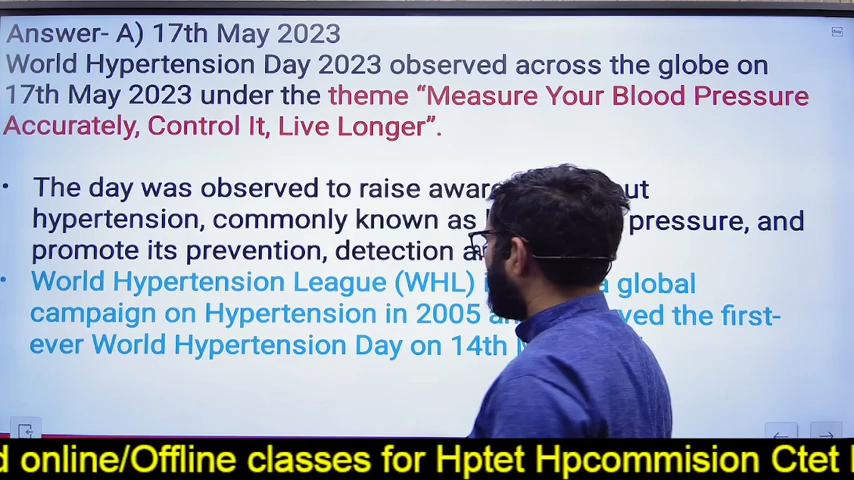 Answer- A) 17th May 2023
World Hypertension Day 2023 observed across the globe on
17th May 2023 under the theme “Measure Your Blood Pressure
Accurately, Control It, Live Longer”.
• The day was observed to raise awar ut
hypertension, commonly known as pressure, and
promote its prevention, detection a
• World Hypertension League (WHL) i a global
campaign on Hypertension in 2005 a ved the first-
ever World Hypertension Day on 14th
d online/Offline classes for Hptet Hpcommision Ctet